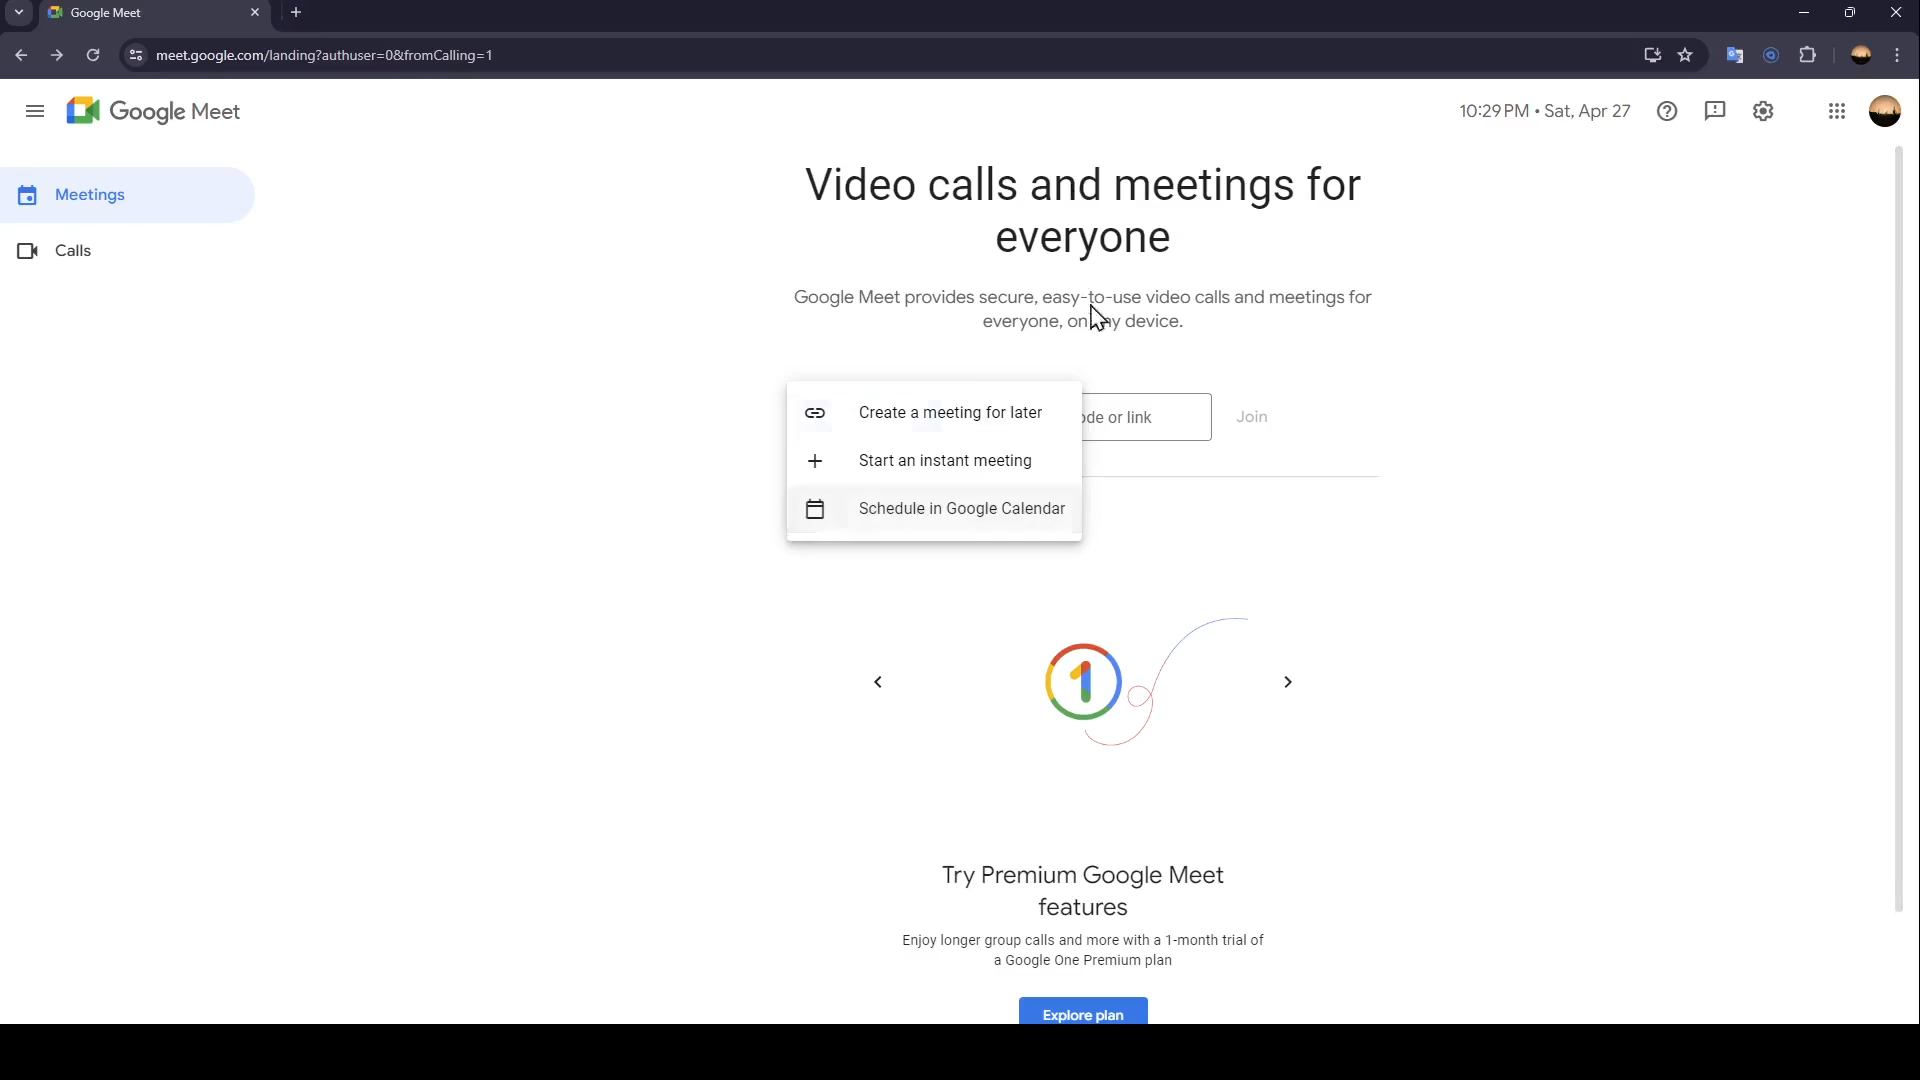 Google Meet
meet.google.com/landing?authuser=0&fromCalling=1
Google Meet
10:29 PM • Sat, Apr 27
Meetings
Calls
Video calls and meetings for
everyone
Google Meet provides secure, easy-to-use video calls and meetings for
everyone, on device.
Create a meeting for later
or link
Join
Start an instant meeting
Schedule in Google Calendar
1
Try Premium Google Meet
features
Enjoy longer group calls and more with a 1-month trial of
a Google One Premium plan
Explore plan